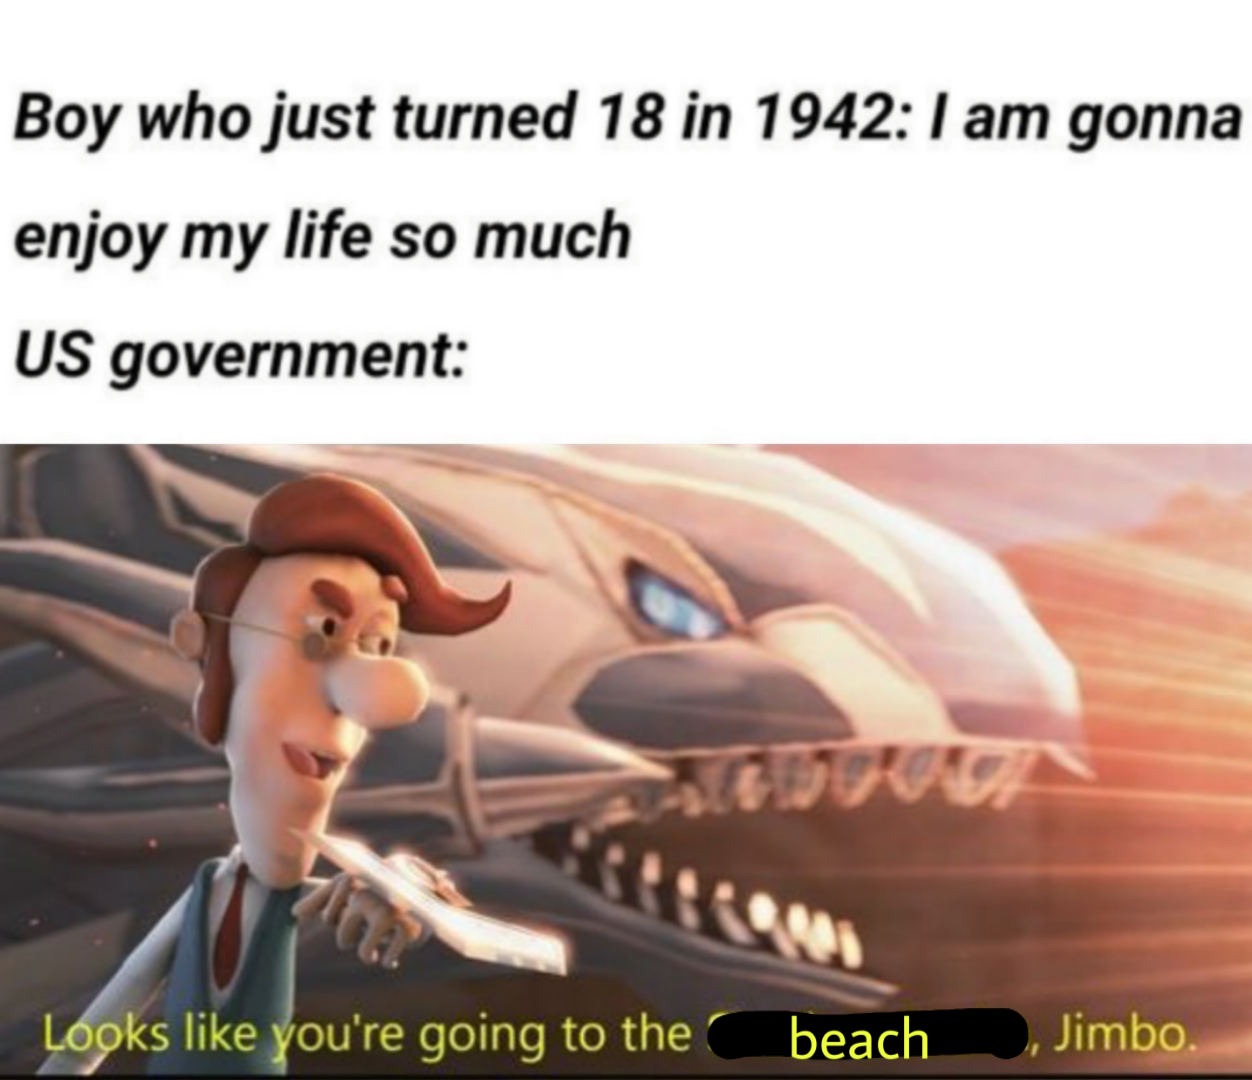 Boy who just turned 18 in 1942: I am gonna
enjoy my life so much
US government:
Looks like you're going to the beach, Jimbo.